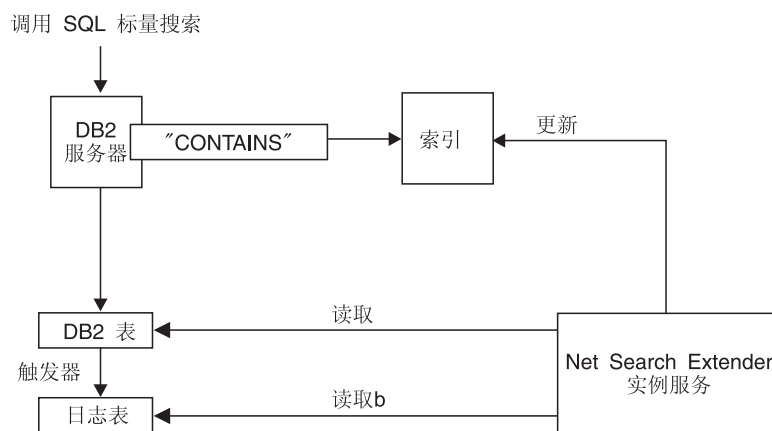 调用 SQL 标量搜索
DB2
服务器
"CONTAINS"
索引
更新
DB2 表
读取
触发器
Net Search Extender
实例服务
日志表
读取b